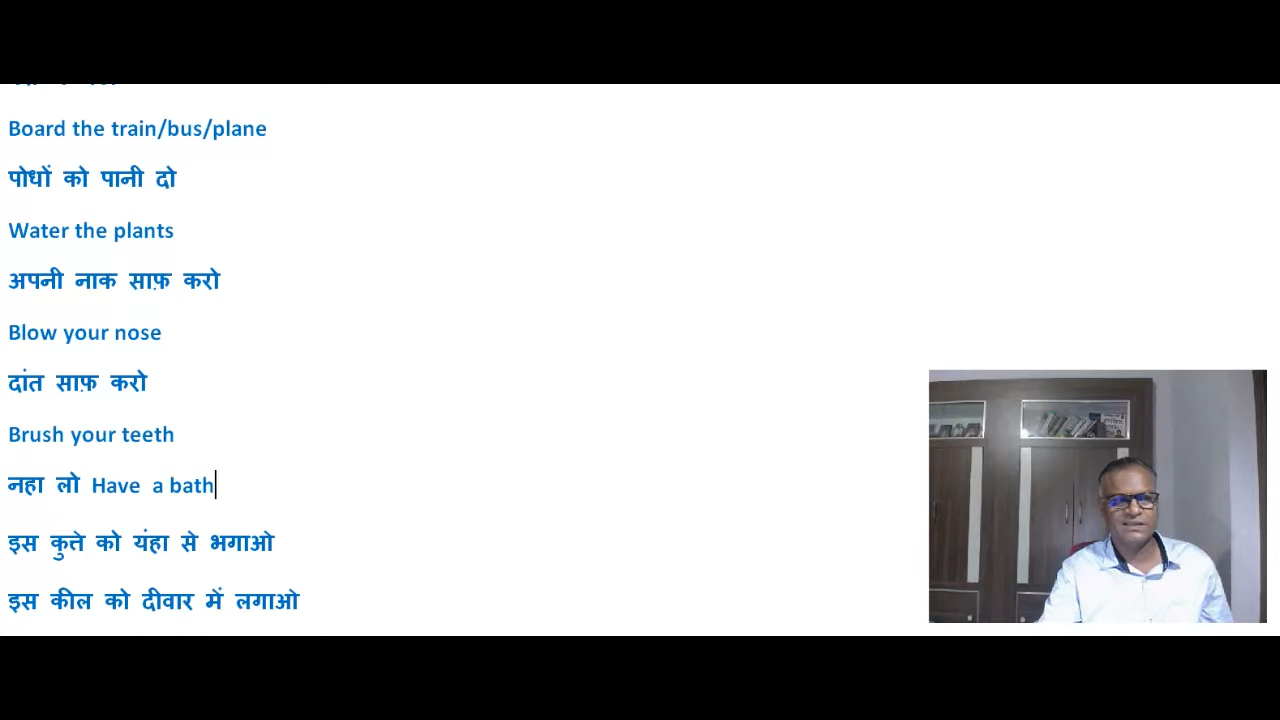 Board the train/bus/plane
पोधों को पानी दो
Water the plants
अपनी नाक साफ़ करो
Blow your nose
दांत साफ़ करो
Brush your teeth
नहा लो Have a bath
इस कुत्ते को यंहा से भगाओ
इस कील को दीवार में लगाओ